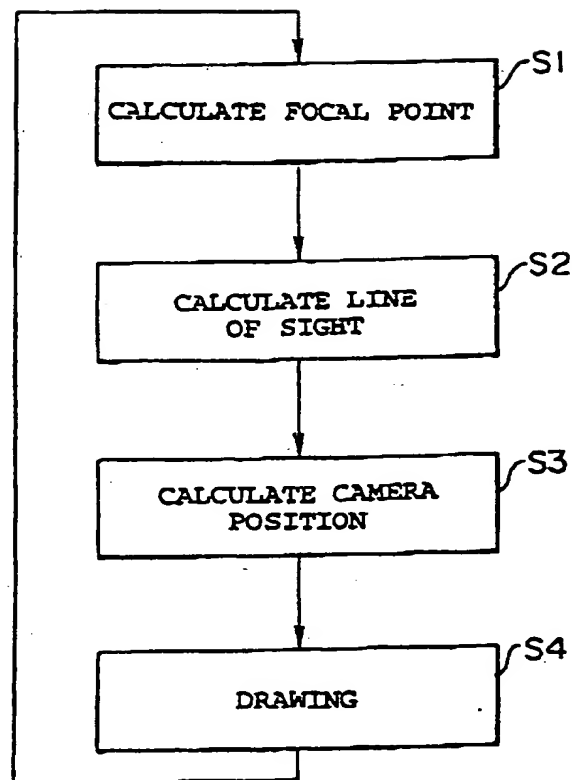 S1
CALCULATE FOCAL POINT
S2
CALCULATE LINE
OF SIGHT
S3
CALCULATE CAMERA
POSITION
S4
DRAWING